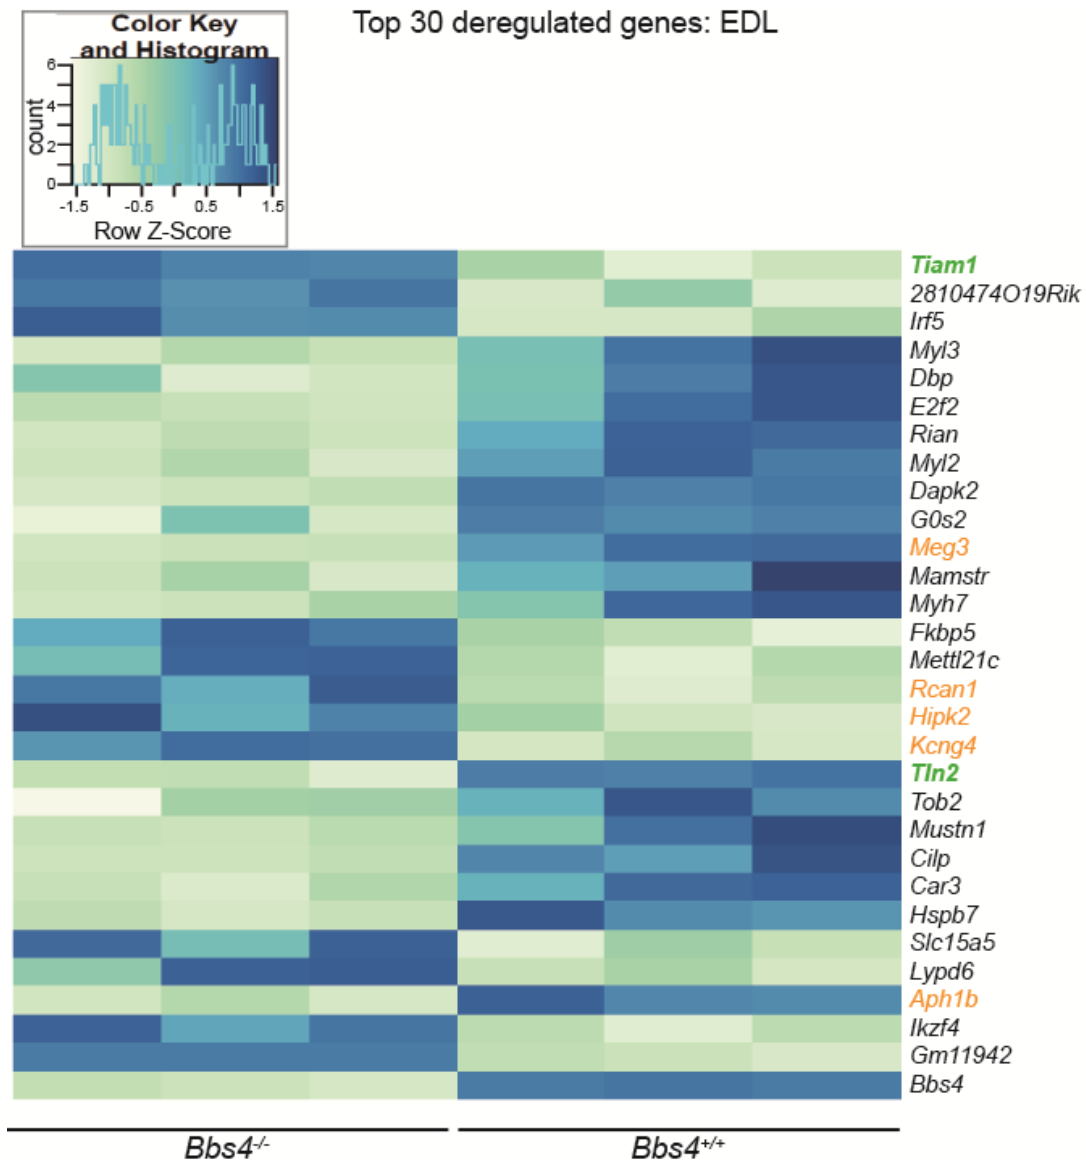 Color Key
and Histogram
Top 30 deregulated genes: EDL
count
6
4
2
0
-1.5 -0.5 0.5 1.5
Row Z-Score
Tiam1
2810474O19Rik
Irf5
Myl3
Dbp
E2f2
Rian
Myl2
Dapk2
G0s2
Meg3
Mamstr
Myh7
Fkbp5
Mettl21c
Rcan1
Hipk2
Kcng4
Tln2
Tob2
Mustn1
Cilp
Car3
Hspb7
Slc15a5
Lypd6
Aph1b
Ikzf4
Gm11942
Bbs4
Bbs4-/- Bbs4+/+